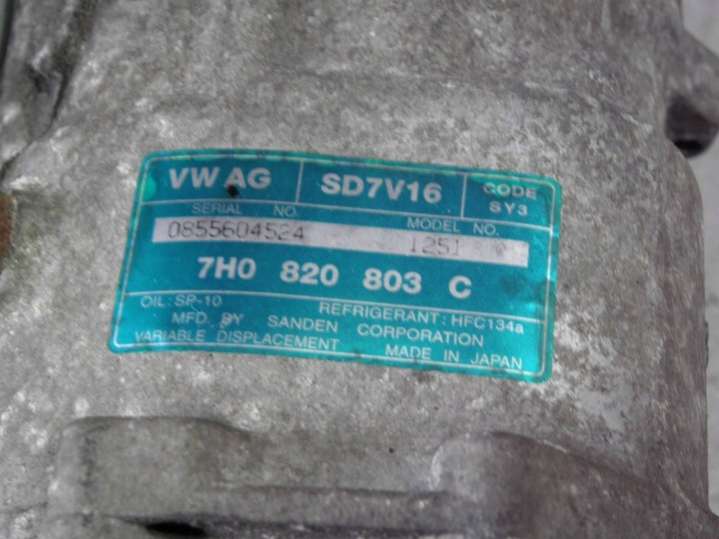 VW AG SD7V16 CODE SY3
SERIAL NO. MODEL NO.
0855604524 1251
7H0 820 803 C
OIL: SP-10 REFRIGERANT: HFC134a
MFD. BY SANDEN CORPORATION
VARIABLE DISPLACEMENT MADE IN JAPAN